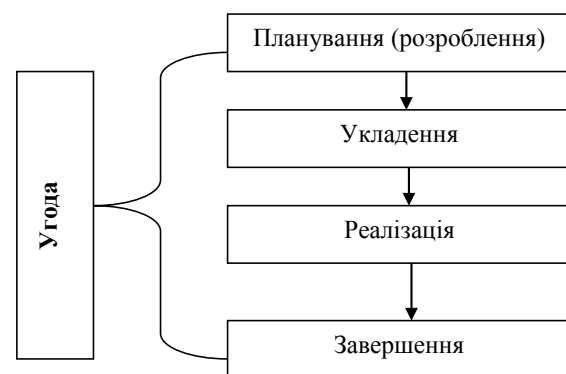 Угода
Планування (розроблення)
Укладення
Реалізація
Завершення